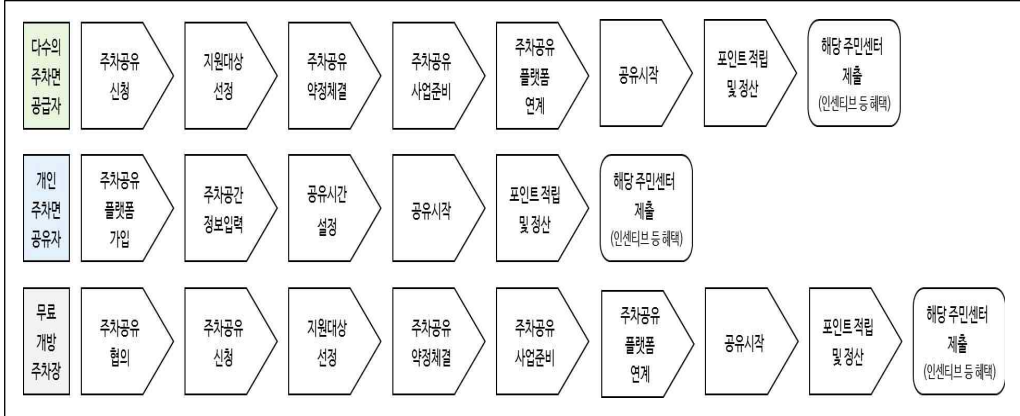 다수의
주차면
공급자
주차공유
신청
지원대상
선정
주차공유
약정체결
주차공유
사업준비
주차공유
플랫폼
연계
공유시작
포인트 적립
및 정산
해당 주민센터
제출
(인센티브 등 혜택)
개인
주차면
공유자
주차공유
플랫폼
가입
주차공간
정보입력
공유시간
설정
공유시작
포인트 적립
및 정산
해당 주민센터
제출
(인센티브 등 혜택)
무료
개방
주차장
주차공유
협의
주차공유
신청
지원대상
선정
주차공유
약정체결
주차공유
사업준비
주차공유
플랫폼
연계
공유시작
포인트 적립
및 정산
해당 주민센터
제출
(인센티브 등 혜택)